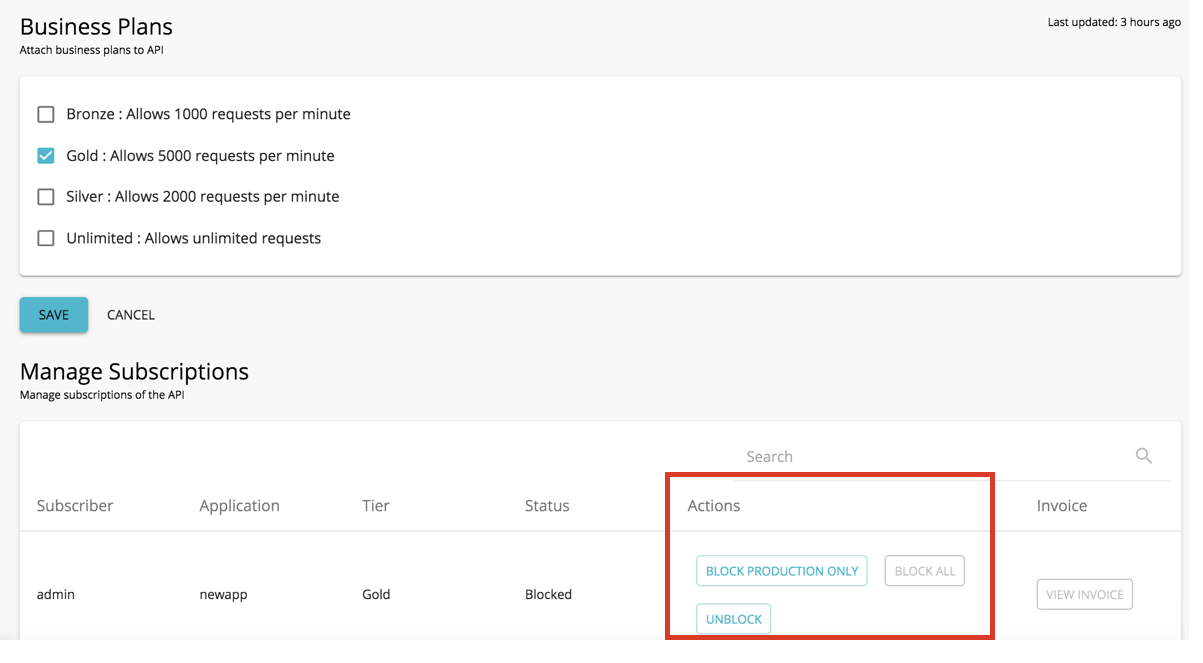 Business Plans
Last updated: 3 hours ago
Attach business plans to API
Bronze : Allows 1000 requests per minute
Gold : Allows 5000 requests per minute
Silver : Allows 2000 requests per minute
Unlimited : Allows unlimited requests
SAVE CANCEL
Manage Subscriptions
Manage subscriptions of the API
Search
Subscriber Application Tier Status Actions Invoice
BLOCK PRODUCTION ONLY BLOCK ALL
admin newapp Gold Blocked VIEW INVOICE
UNBLOCK